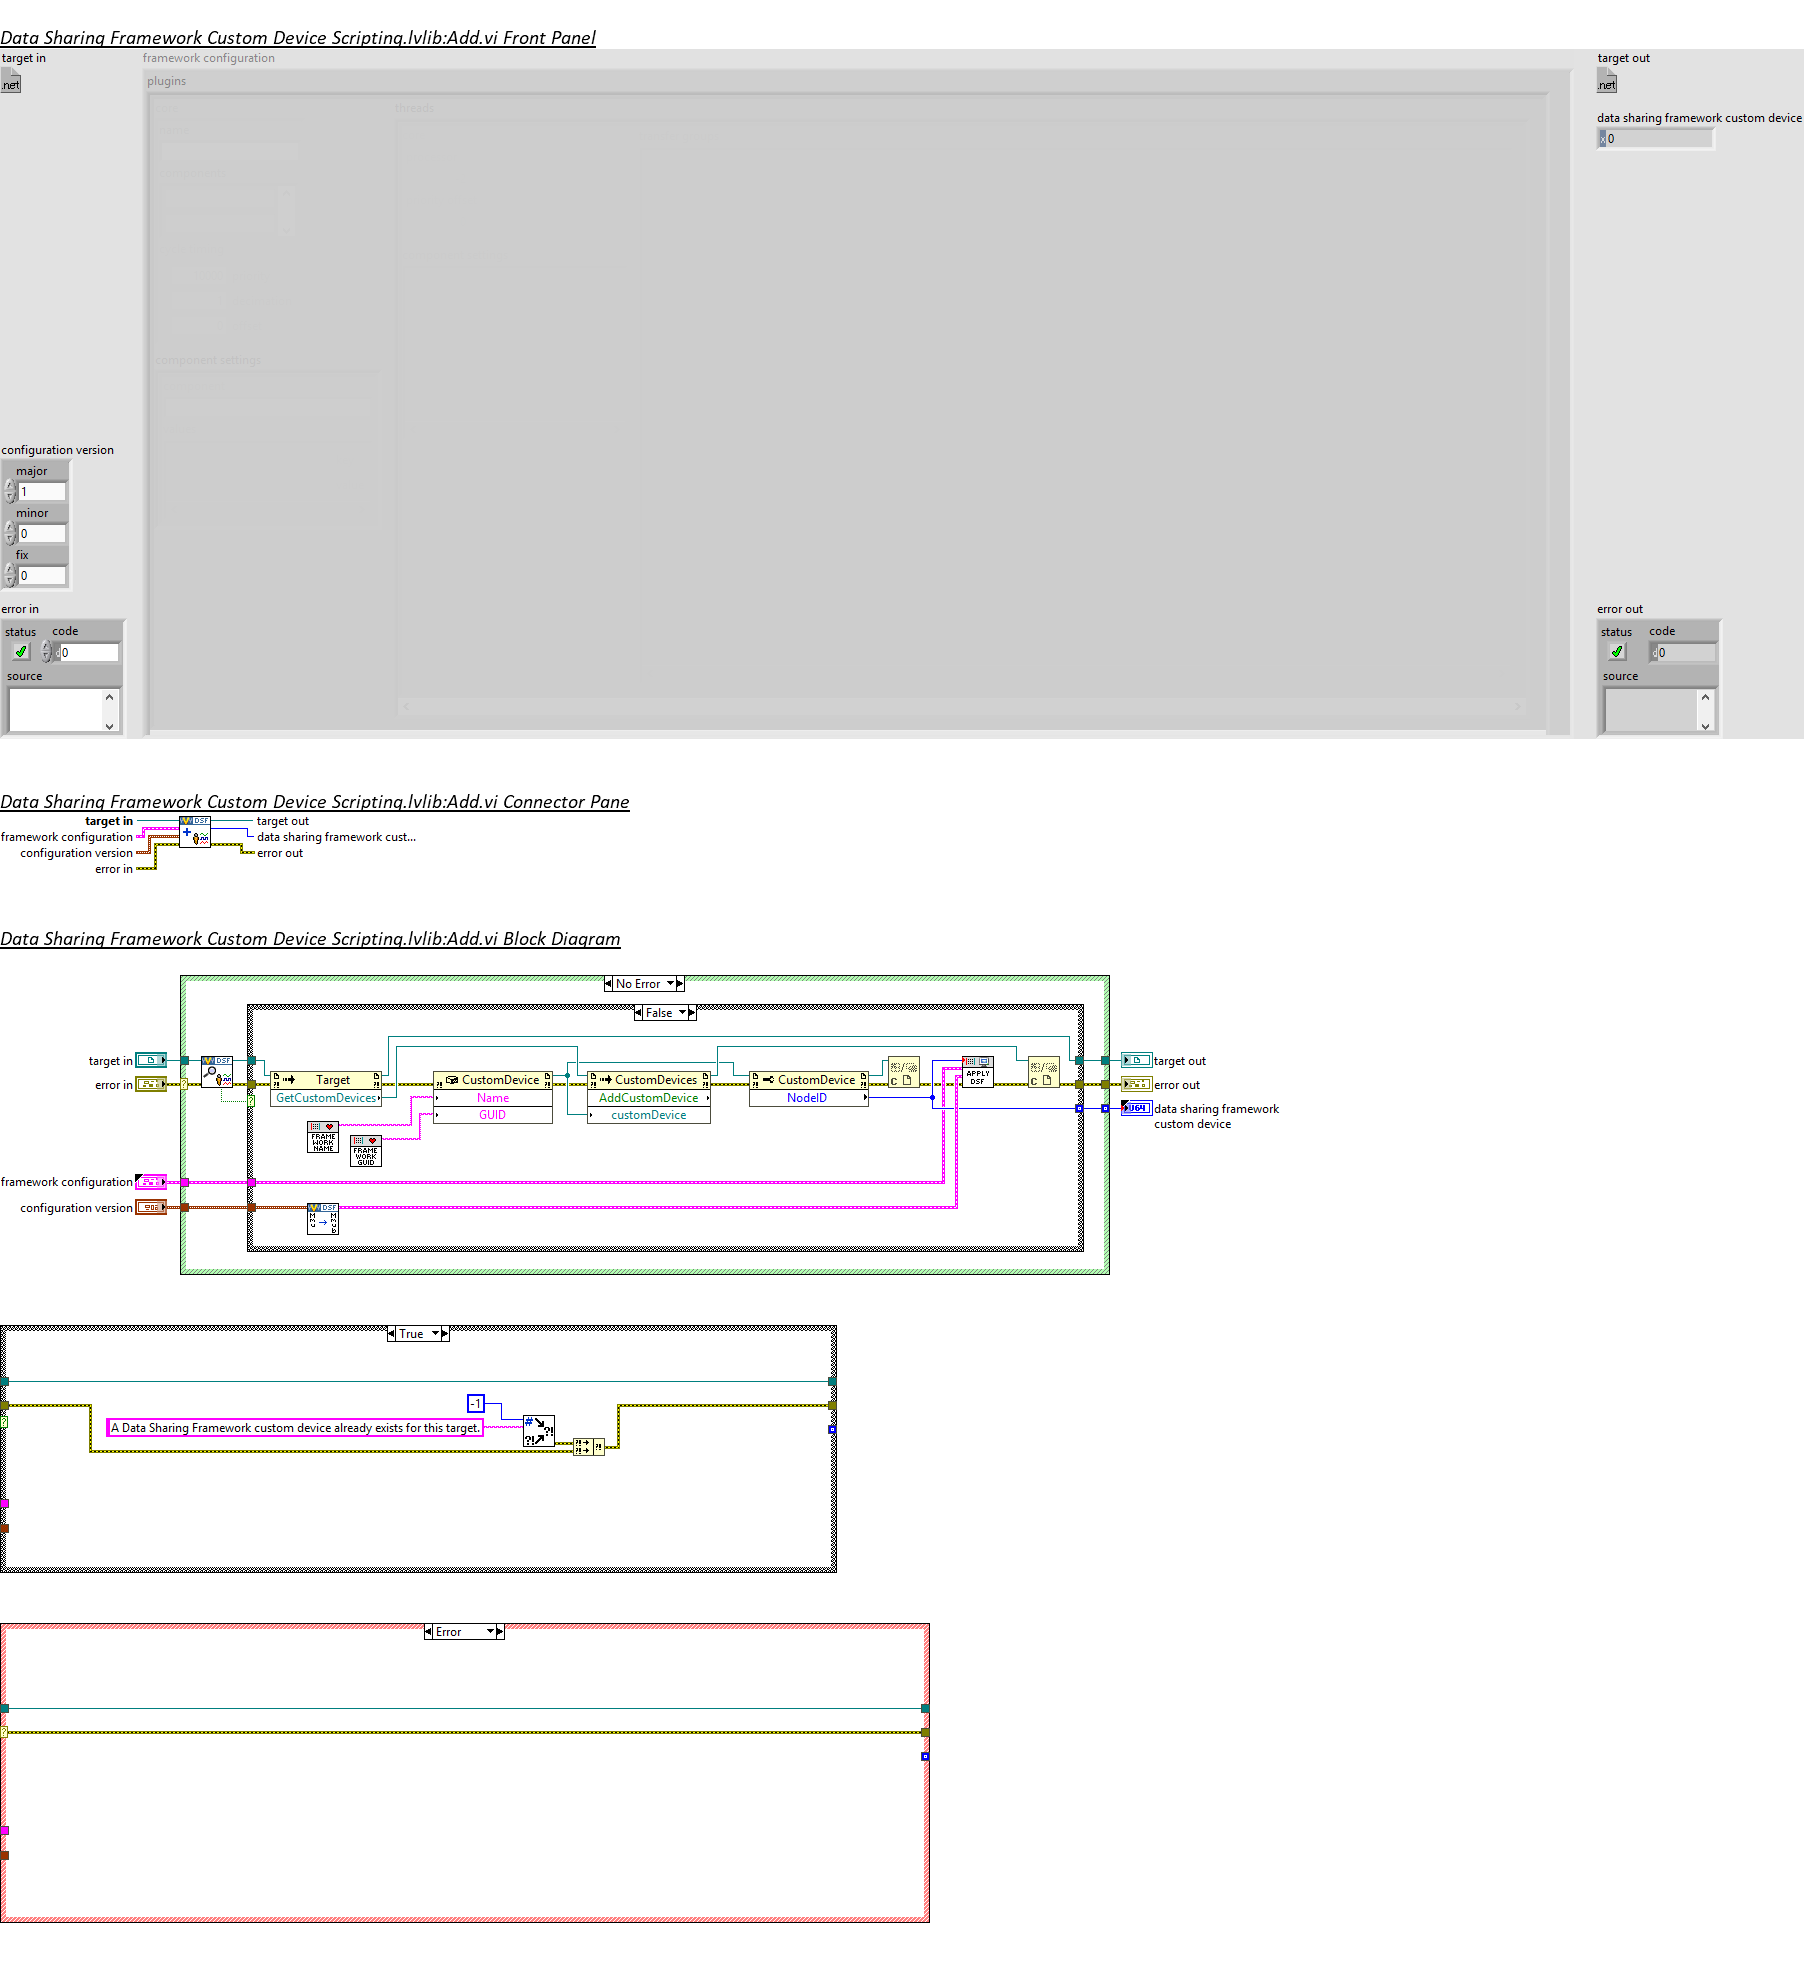 Data Sharing Framework Custom Device Scripting.lvlib:Add.vi Front Panel
target in
.net
framework configuration
plugins
threads
component settings
target out
.net
data sharing framework custom device
x 0
configuration version
major
1
minor
0
fix
0
error in
status
code
d 0
source
error out
status
code
d 0
source
Data Sharing Framework Custom Device Scripting.lvlib:Add.vi Connector Pane
target in
framework configuration
configuration version
error in
DSF
target out
data sharing framework cust...
error out
Data Sharing Framework Custom Device Scripting.lvlib:Add.vi Block Diagram
No Error
False
target in
error in
framework configuration
configuration version
DSF
Target
GetCustomDevices
CustomDevice
Name
GUID
FRAME WORK NAME
FRAME WORK GUID
CustomDevices
AddCustomDevice
customDevice
CustomDevice
NodeID
C
APPLY DSF
C
DSF
target out
error out
U64
data sharing framework
custom device
True
-1
A Data Sharing Framework custom device already exists for this target.
Error